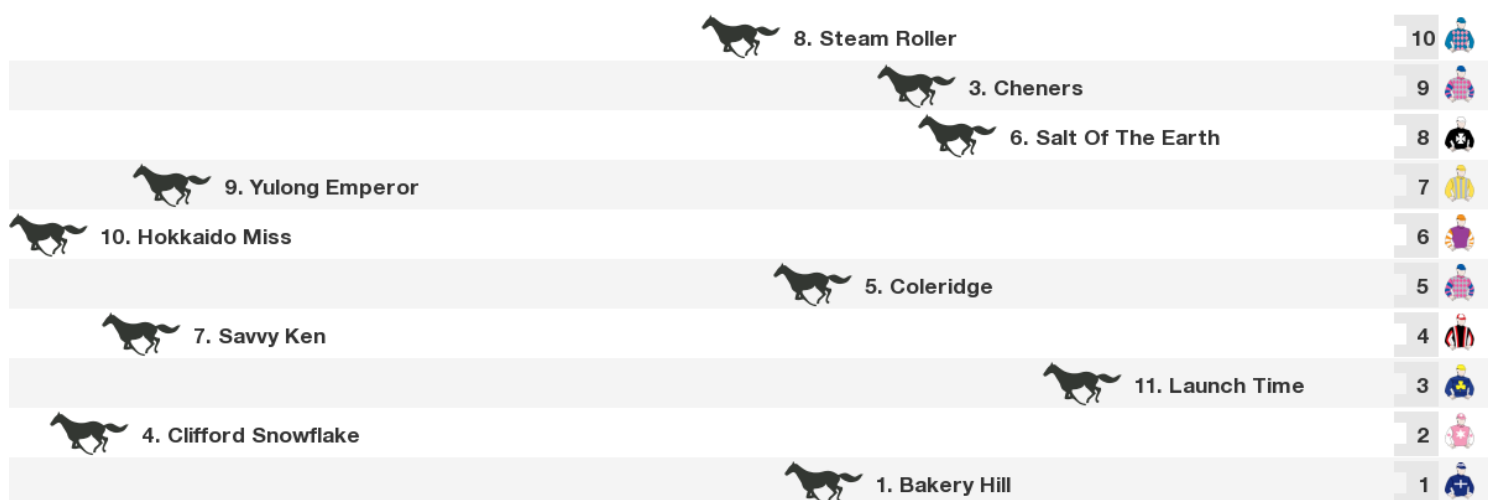 8. Steam Roller 10
3. Cheners 9
6. Salt Of The Earth 8
9. Yulong Emperor 7
10. Hokkaido Miss 6
5. Coleridge 5
7. Savvy Ken 4
11. Launch Time 3
4. Clifford Snowflake 2
1. Bakery Hill 1